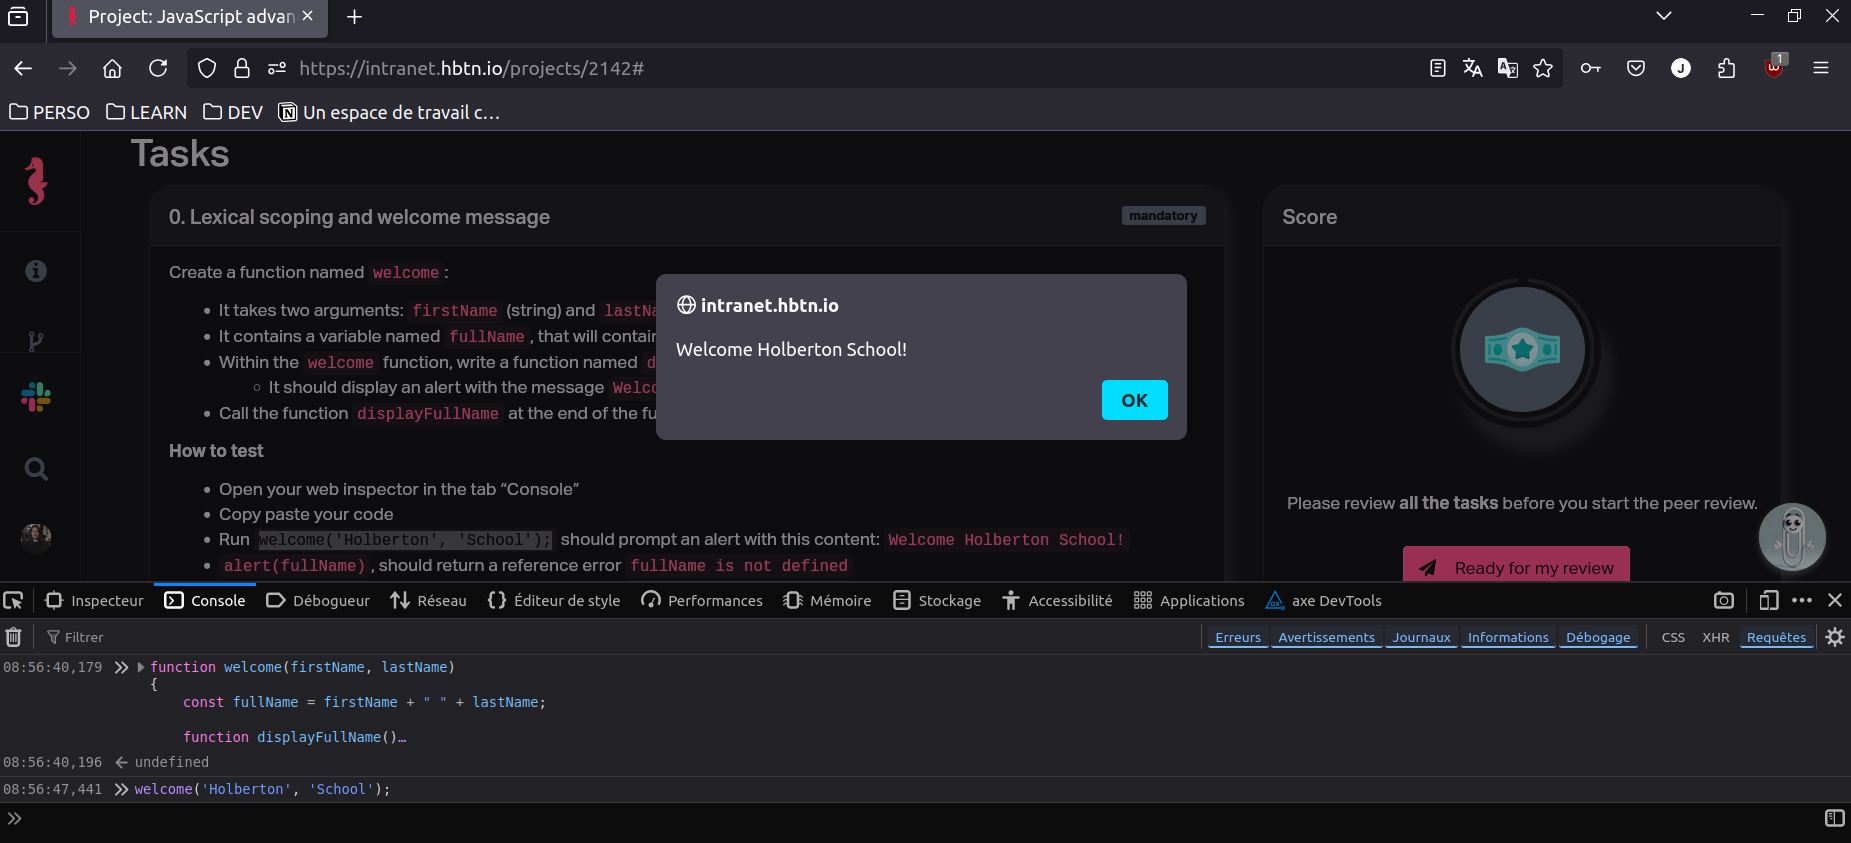 Project: JavaScript advan
https://intranet.hbtn.io/projects/2142#
J
1
PERSO LEARN DEV Un espace de travail c…
Tasks
0. Lexical scoping and welcome message
mandatory
Score
Create a function named welcome :
It takes two arguments: firstName (string) and
It contains a variable named fullName , that will
Within the welcome function, write a function named
It should display an alert with the message
Call the function displayFullName at the end of the
intranet.hbtn.io
Welcome Holberton School!
OK
How to test
Open your web inspector in the tab “Console”
Copy paste your code
Run welcome('Holberton', 'School'); should prompt an alert with this content: Welcome Holberton School!
alert(fullName) , should return a reference error fullName is not defined
Please review all the tasks before you start the peer review.
Ready for my review
Inspecteur Console Débogueur Réseau Éditeur de style Performances Mémoire Stockage Accessibilité Applications axe DevTools
Filtrer
Erreurs Avertissements Journaux Informations Débogage CSS XHR Requêtes
08:56:40,179 function welcome(firstName, lastName)
{
const fullName = firstName + " " + lastName;
function displayFullName()…
08:56:40,196 undefined
08:56:47,441 welcome('Holberton', 'School');